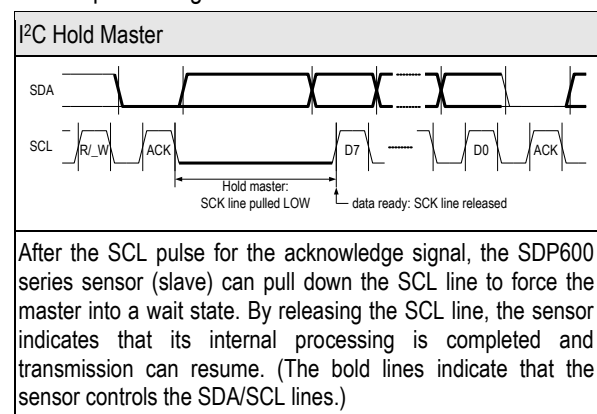 I²C Hold Master
SDA
SCL R/_W ACK D7 D0 ACK
Hold master:
SCK line pulled LOW
data ready: SCK line released
After the SCL pulse for the acknowledge signal, the SDP600
series sensor (slave) can pull down the SCL line to force the
master into a wait state. By releasing the SCL line, the sensor
indicates that its internal processing is completed and
transmission can resume. (The bold lines indicate that the
sensor controls the SDA/SCL lines.)